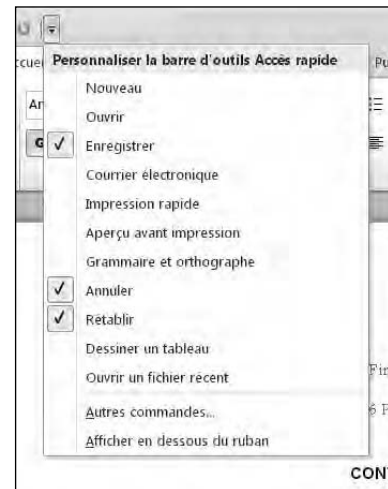 Personnaliser la barre d'outils Accès rapide
Nouveau
Ouvrir
Enregistrer
Courrier électronique
Impression rapide
Aperçu avant impression
Grammaire et orthographe
Annuler
Rétablir
Dessiner un tableau
Ouvrir un fichier récent
Autres commandes...
Afficher en dessous du ruban